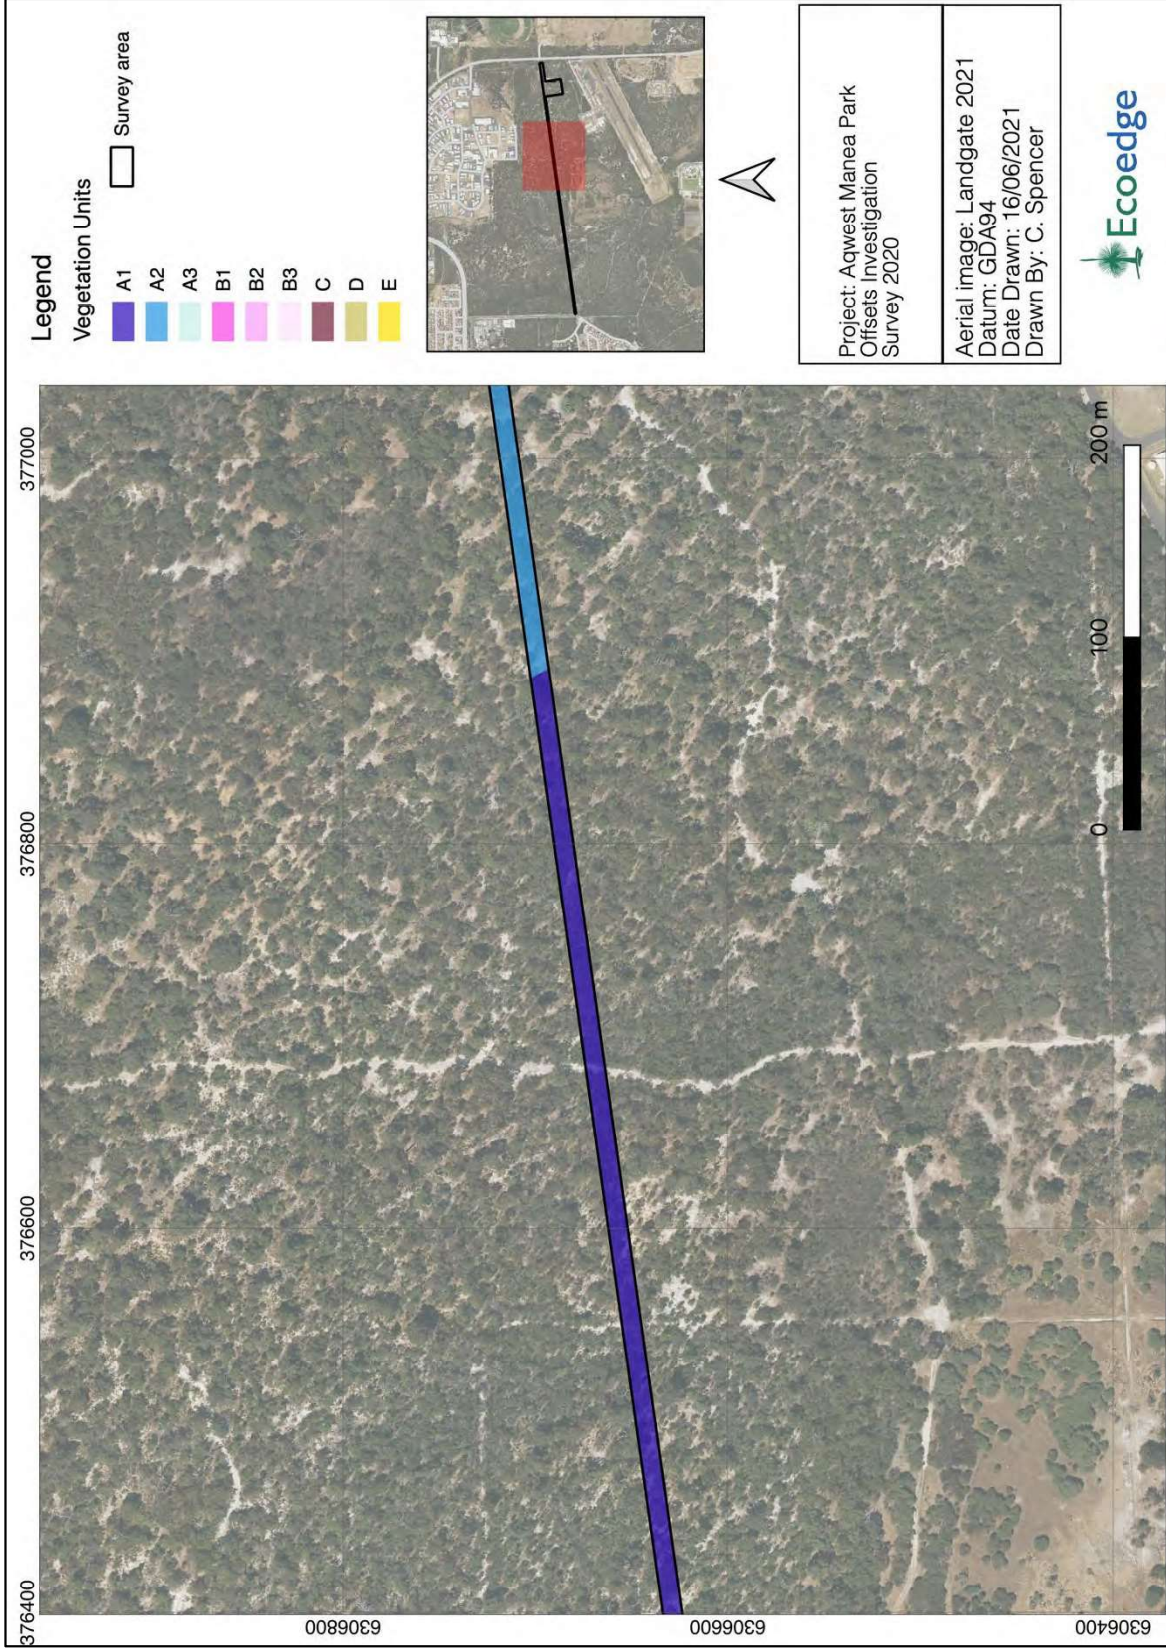 Legend
Vegetation Units
A1
A2
A3
B1
B2
B3
C
D
E
Survey area
Project: Aqwest Manea Park
Offsets Investigation
Survey 2020
Aerial image: Landgate 2021
Datum: GDA94
Date Drawn: 16/06/2021
Drawn By: C. Spencer
Ecoedge
376400
376600
376800
377000
6306800
6306600
6306400
0
100
200 m